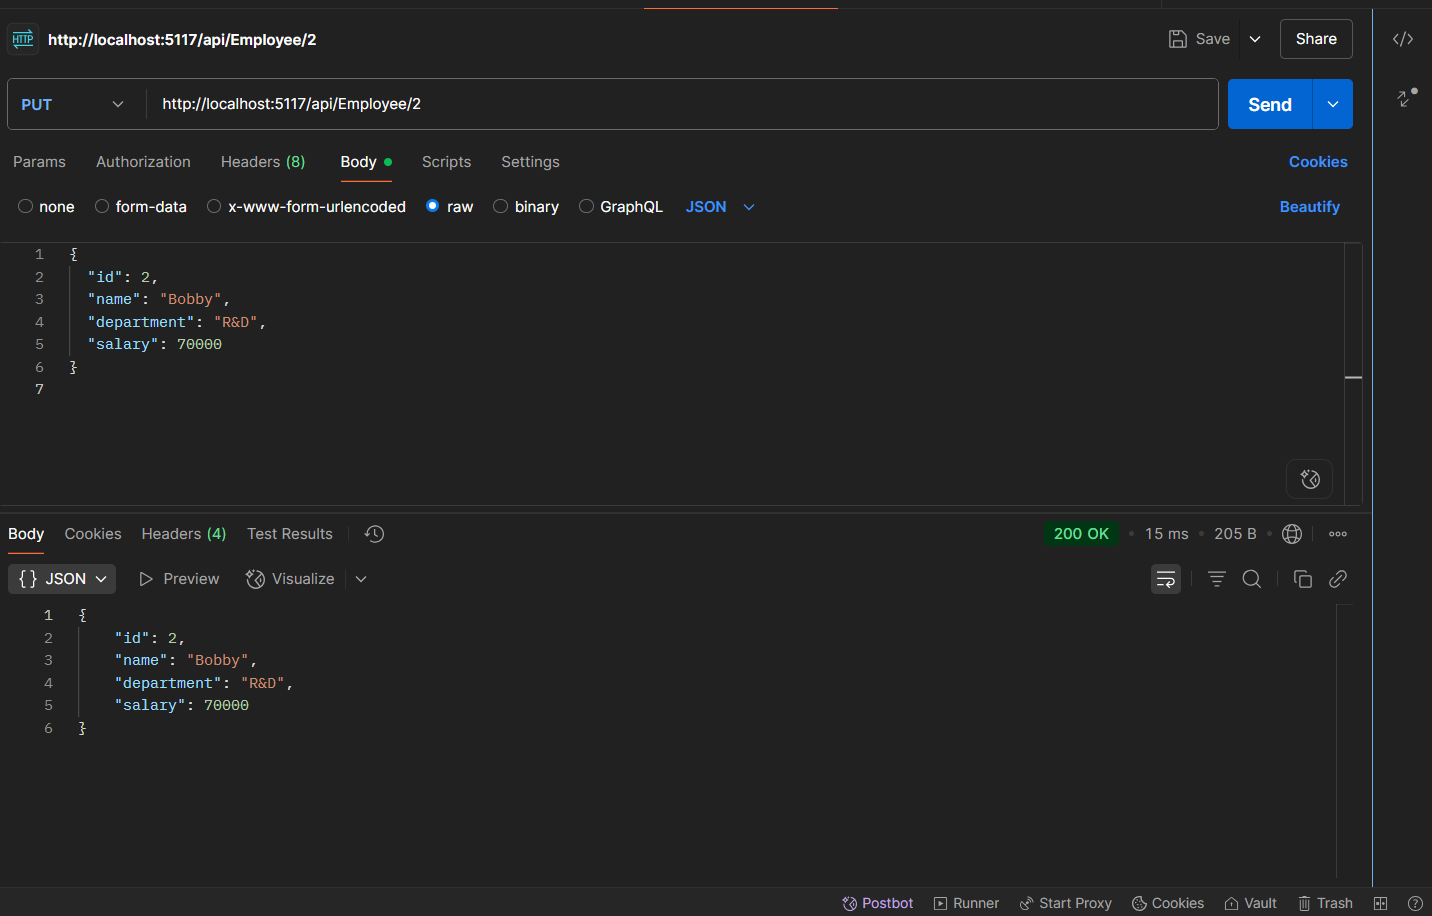 HTTP http://localhost:5117/api/Employee/2 Save Share
PUT http://localhost:5117/api/Employee/2 Send
Params Authorization Headers (8) Body Scripts Settings Cookies
none form-data x-www-form-urlencoded raw binary GraphQL JSON Beautify
1 {
2 "id": 2,
3 "name": "Bobby",
4 "department": "R&D",
5 "salary": 70000
6 }
7
Body Cookies Headers (4) Test Results 200 OK • 15 ms • 205 B •
{} JSON Preview Visualize
1 {
2 "id": 2,
3 "name": "Bobby",
4 "department": "R&D",
5 "salary": 70000
6 }
Postbot Runner Start Proxy Cookies Vault Trash